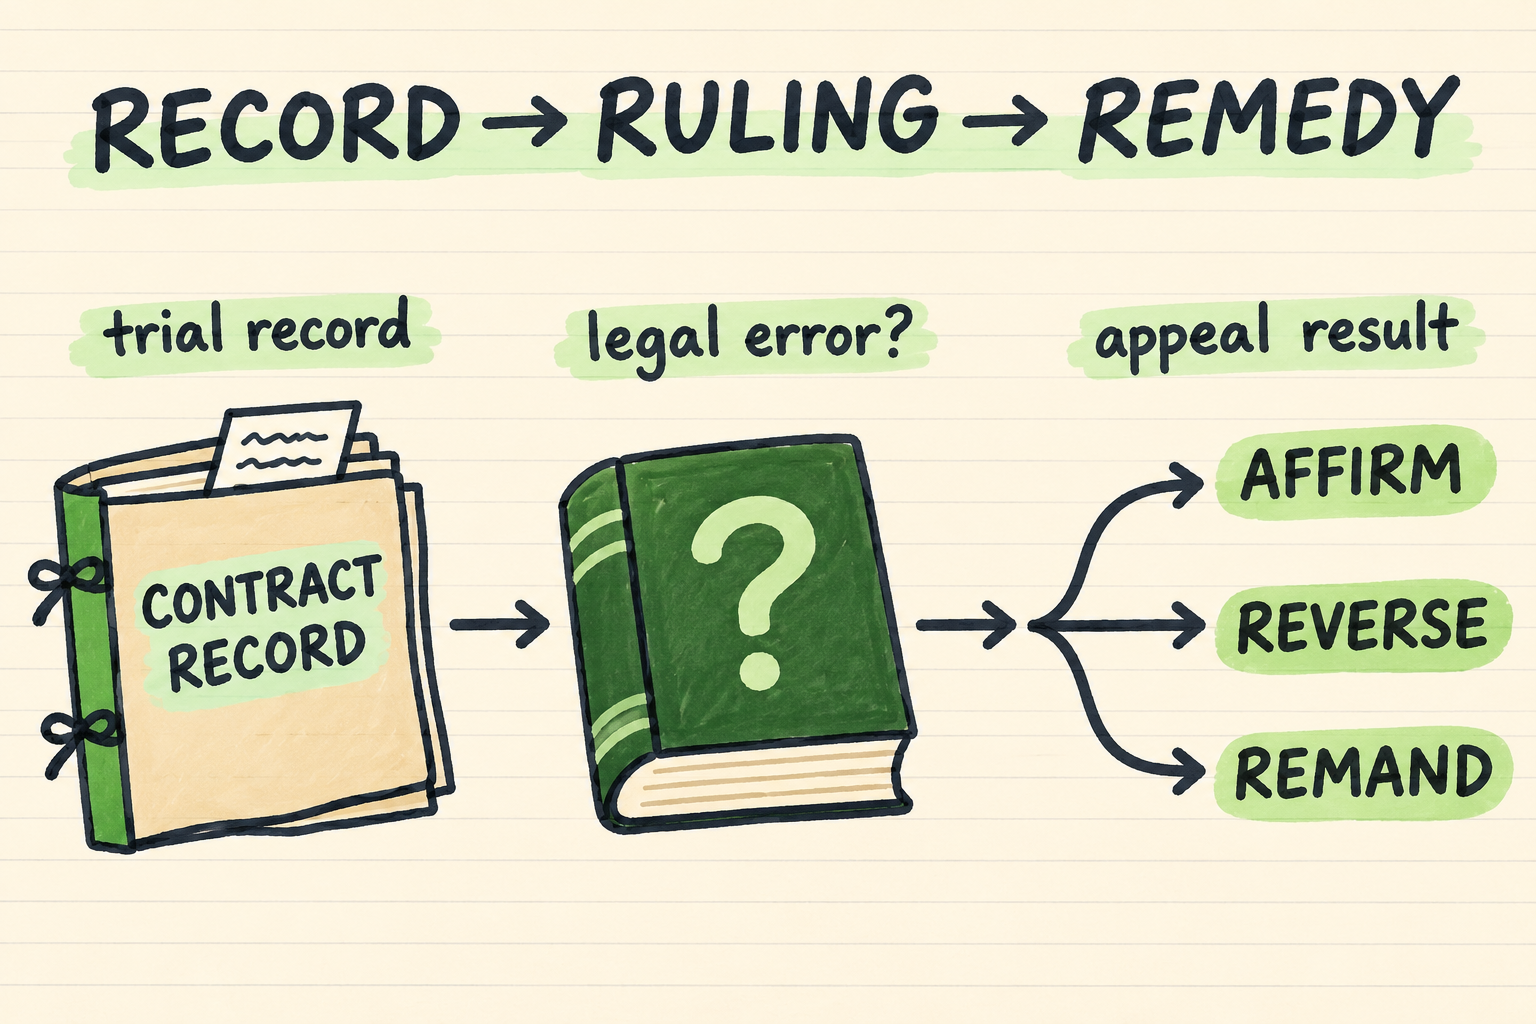 RECORD → RULING → REMEDY
trial record
legal error?
appeal result
CONTRACT
RECORD
?
AFFIRM
REVERSE
REMAND